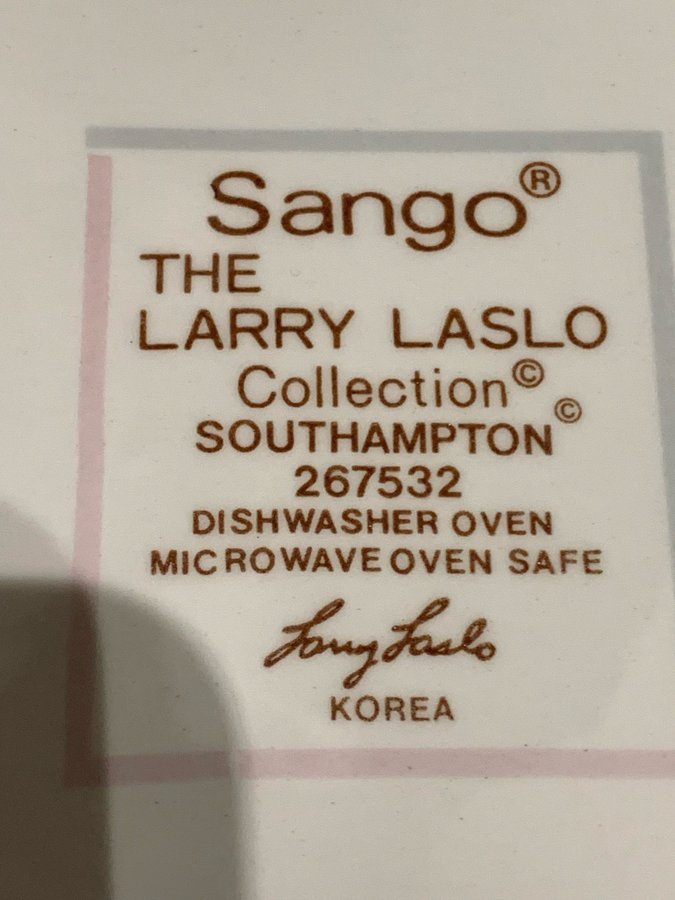 Sango®
THE
LARRY LASLO
Collection©
SOUTHAMPTON©
267532
DISHWASHER OVEN
MICROWAVE OVEN SAFE
Larry Laslo
KOREA